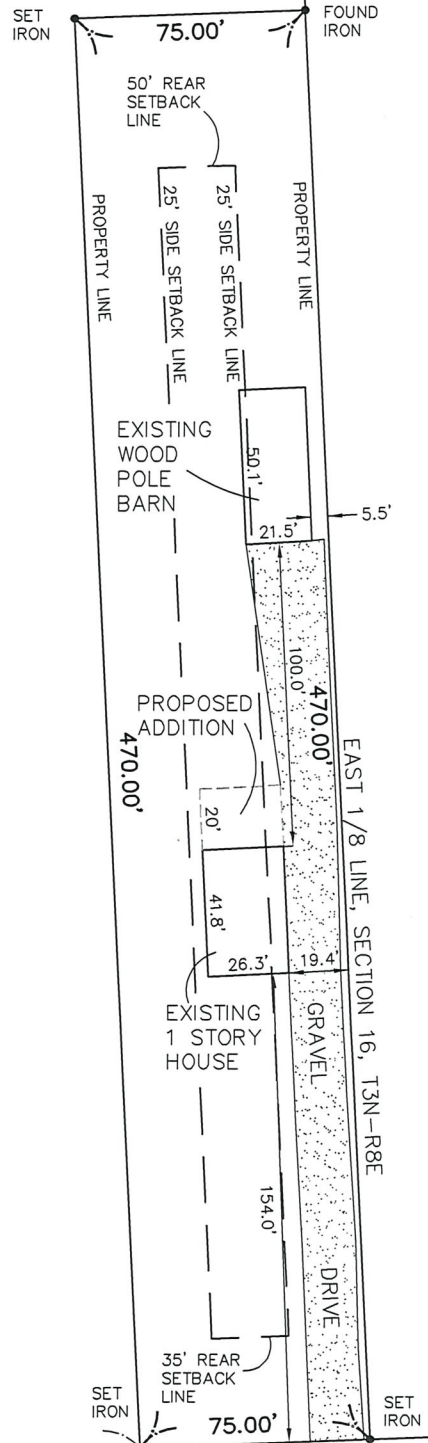 SET
IRON
75.00'
FOUND
IRON
50' REAR
SETBACK
LINE
PROPERTY LINE
25' SIDE SETBACK LINE
25' SIDE SETBACK LINE
PROPERTY LINE
EXISTING
WOOD
POLE
BARN
50.1'
21.5'
5.5'
100.0'
470.00'
EAST 1/8 LINE, SECTION 16, T3N-R8E
PROPOSED
ADDITION
470.00'
20'
41.8'
26.3'
19.4'
EXISTING
1 STORY
HOUSE
GRAVEL
DRIVE
154.0'
35' REAR
SETBACK
LINE
SET
IRON
75.00'
SET
IRON